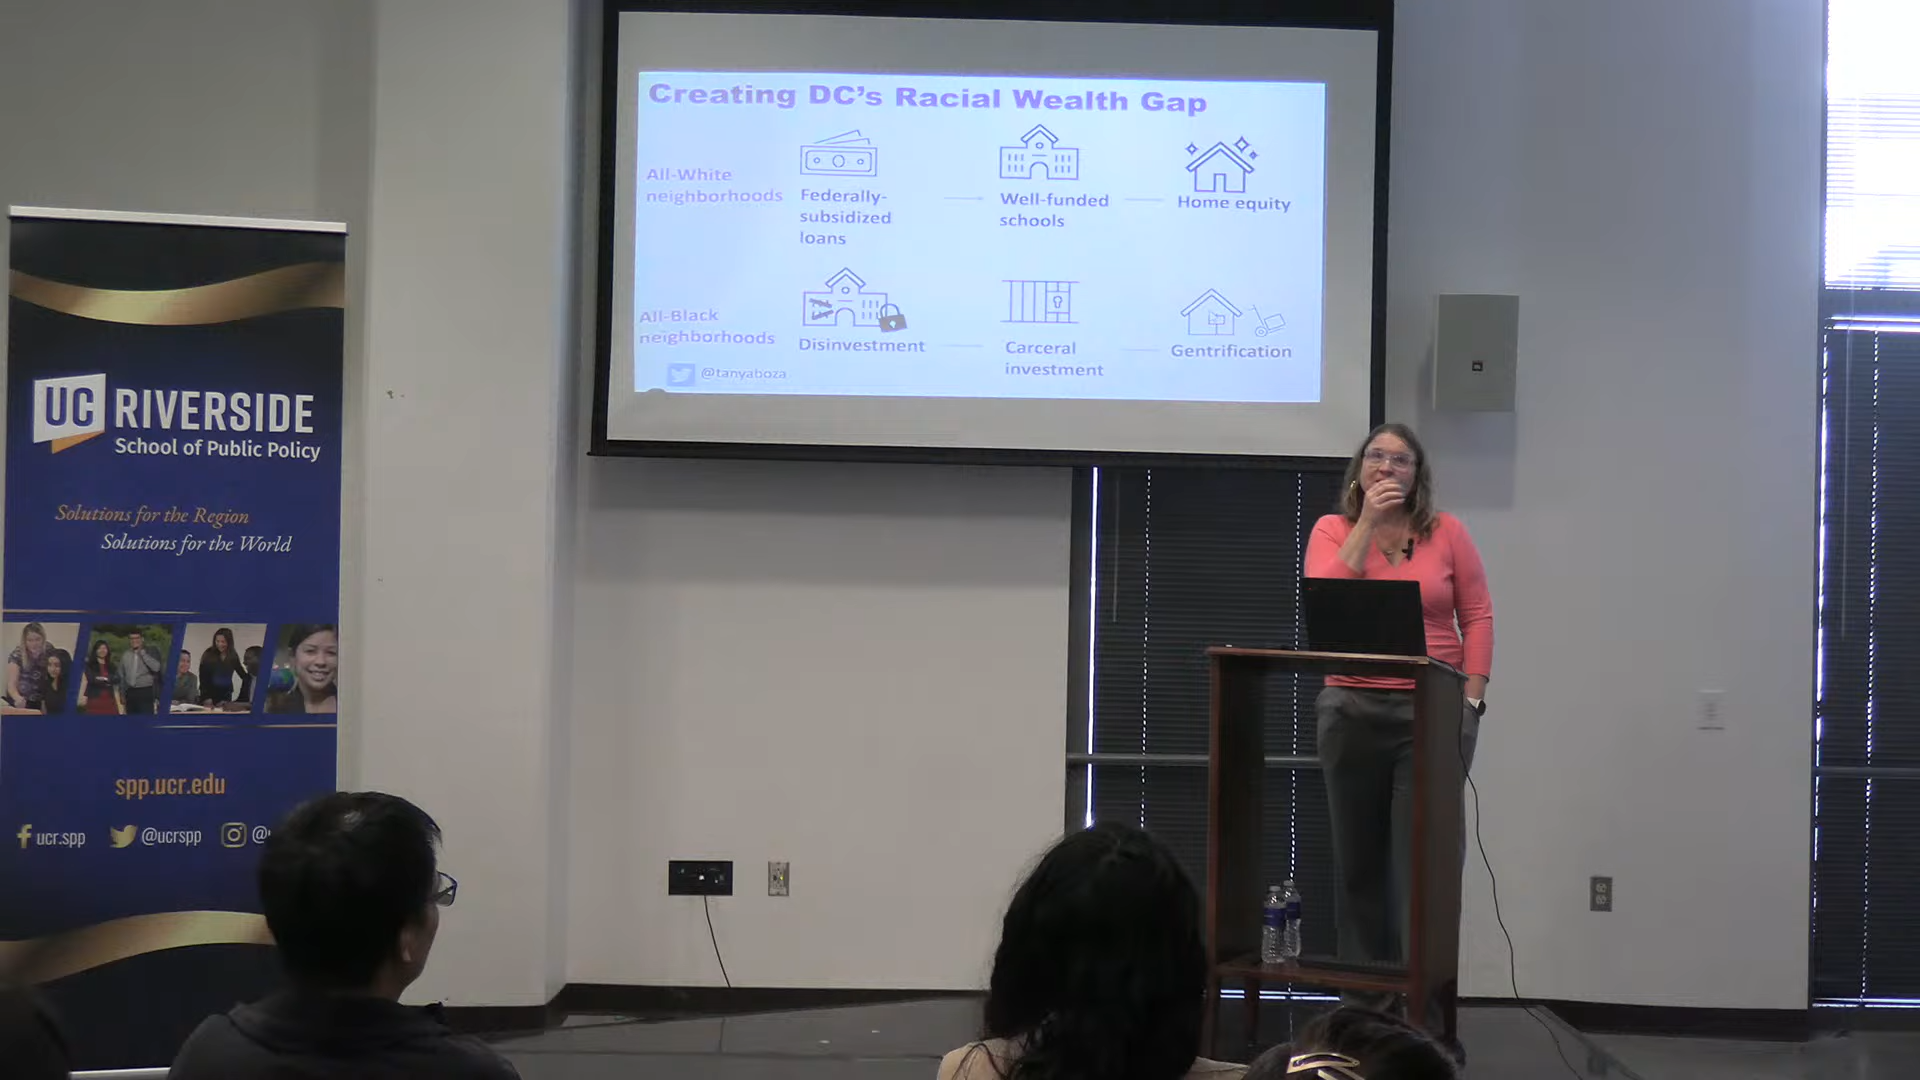 Creating DC's Racial Wealth Gap
All-White
neighborhoods
Federally-
subsidized
loans
Well-funded
schools
Home equity
All-Black
neighborhoods
Disinvestment
Carceral
investment
Gentrification
@tanyaboza
UC RIVERSIDE
School of Public Policy
Solutions for the Region
Solutions for the World
spp.ucr.edu
ucr.spp
@ucrspp
@